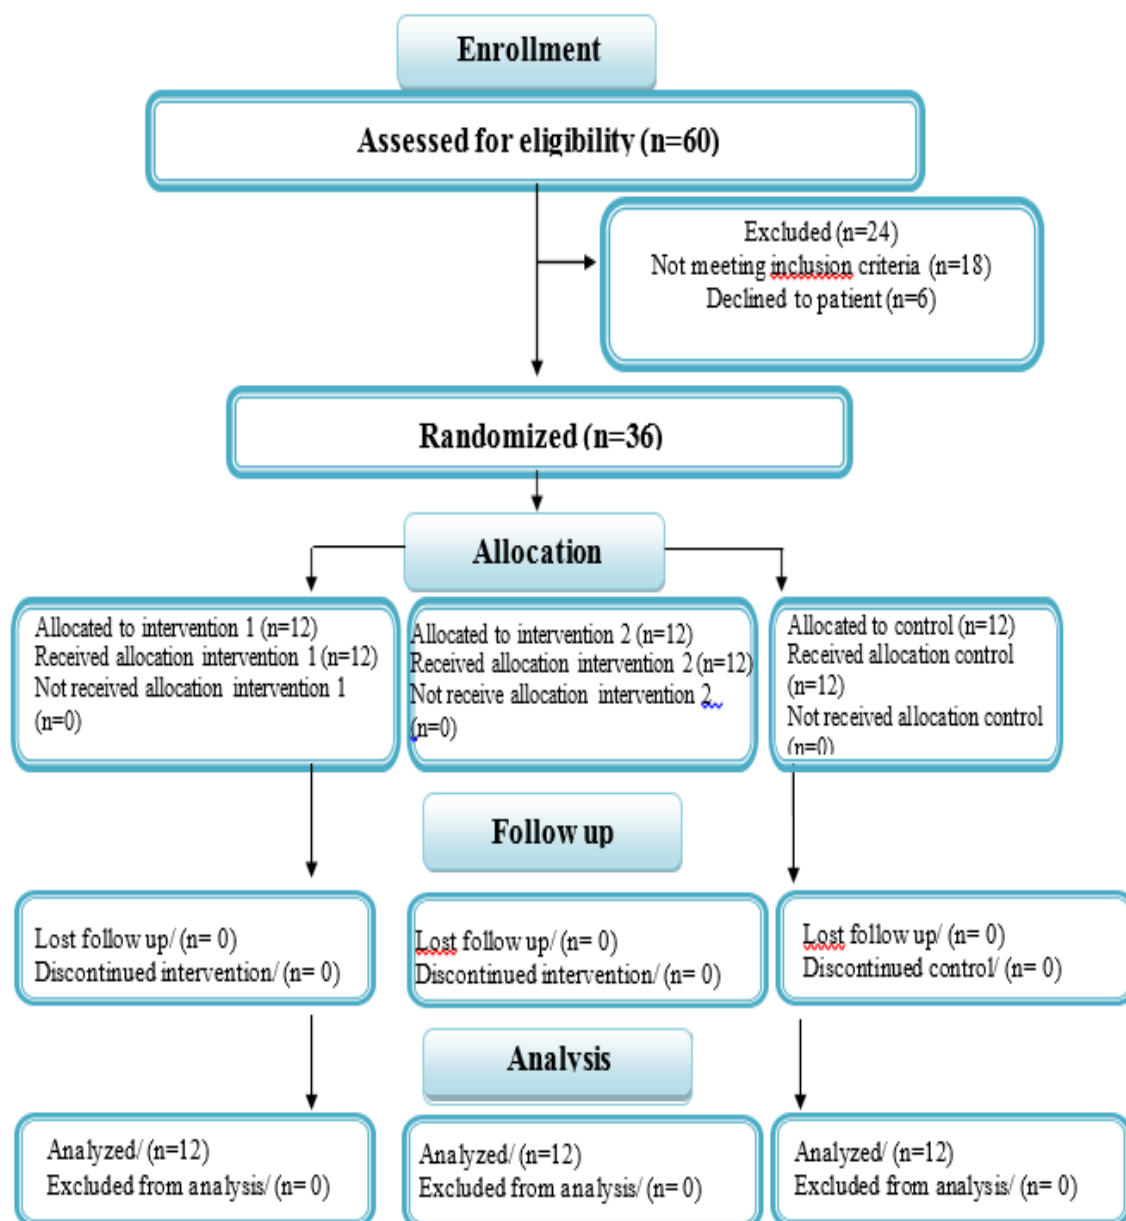 Enrollment
Assessed for eligibility (n=60)
Excluded (n=24)
Not meeting inclusion criteria (n=18)
Declined to patient (n=6)
Randomized (n=36)
Allocation
Allocated to intervention 1 (n=12)
Received allocation intervention 1 (n=12)
Not received allocation intervention 1
(n=0)
Allocated to intervention 2 (n=12)
Received allocation intervention 2 (n=12)
Not receive allocation intervention 2
(n=0)
Allocated to control (n=12)
Received allocation control
(n=12)
Not received allocation control
(n=0)
Follow up
Lost follow up/ (n= 0)
Discontinued intervention/ (n= 0)
Lost follow up/ (n= 0)
Discontinued intervention/ (n= 0)
Lost follow up/ (n= 0)
Discontinued control/ (n= 0)
Analysis
Analyzed/ (n=12)
Excluded from analysis/ (n= 0)
Analyzed/ (n=12)
Excluded from analysis/ (n= 0)
Analyzed/ (n=12)
Excluded from analysis/ (n= 0)